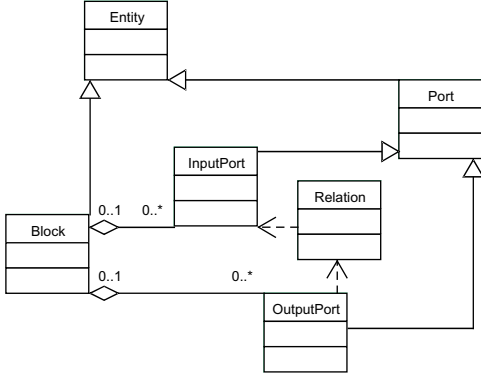 Entity
Port
InputPort
Relation
0..1
0..*
Block
0..1
0..*
OutputPort